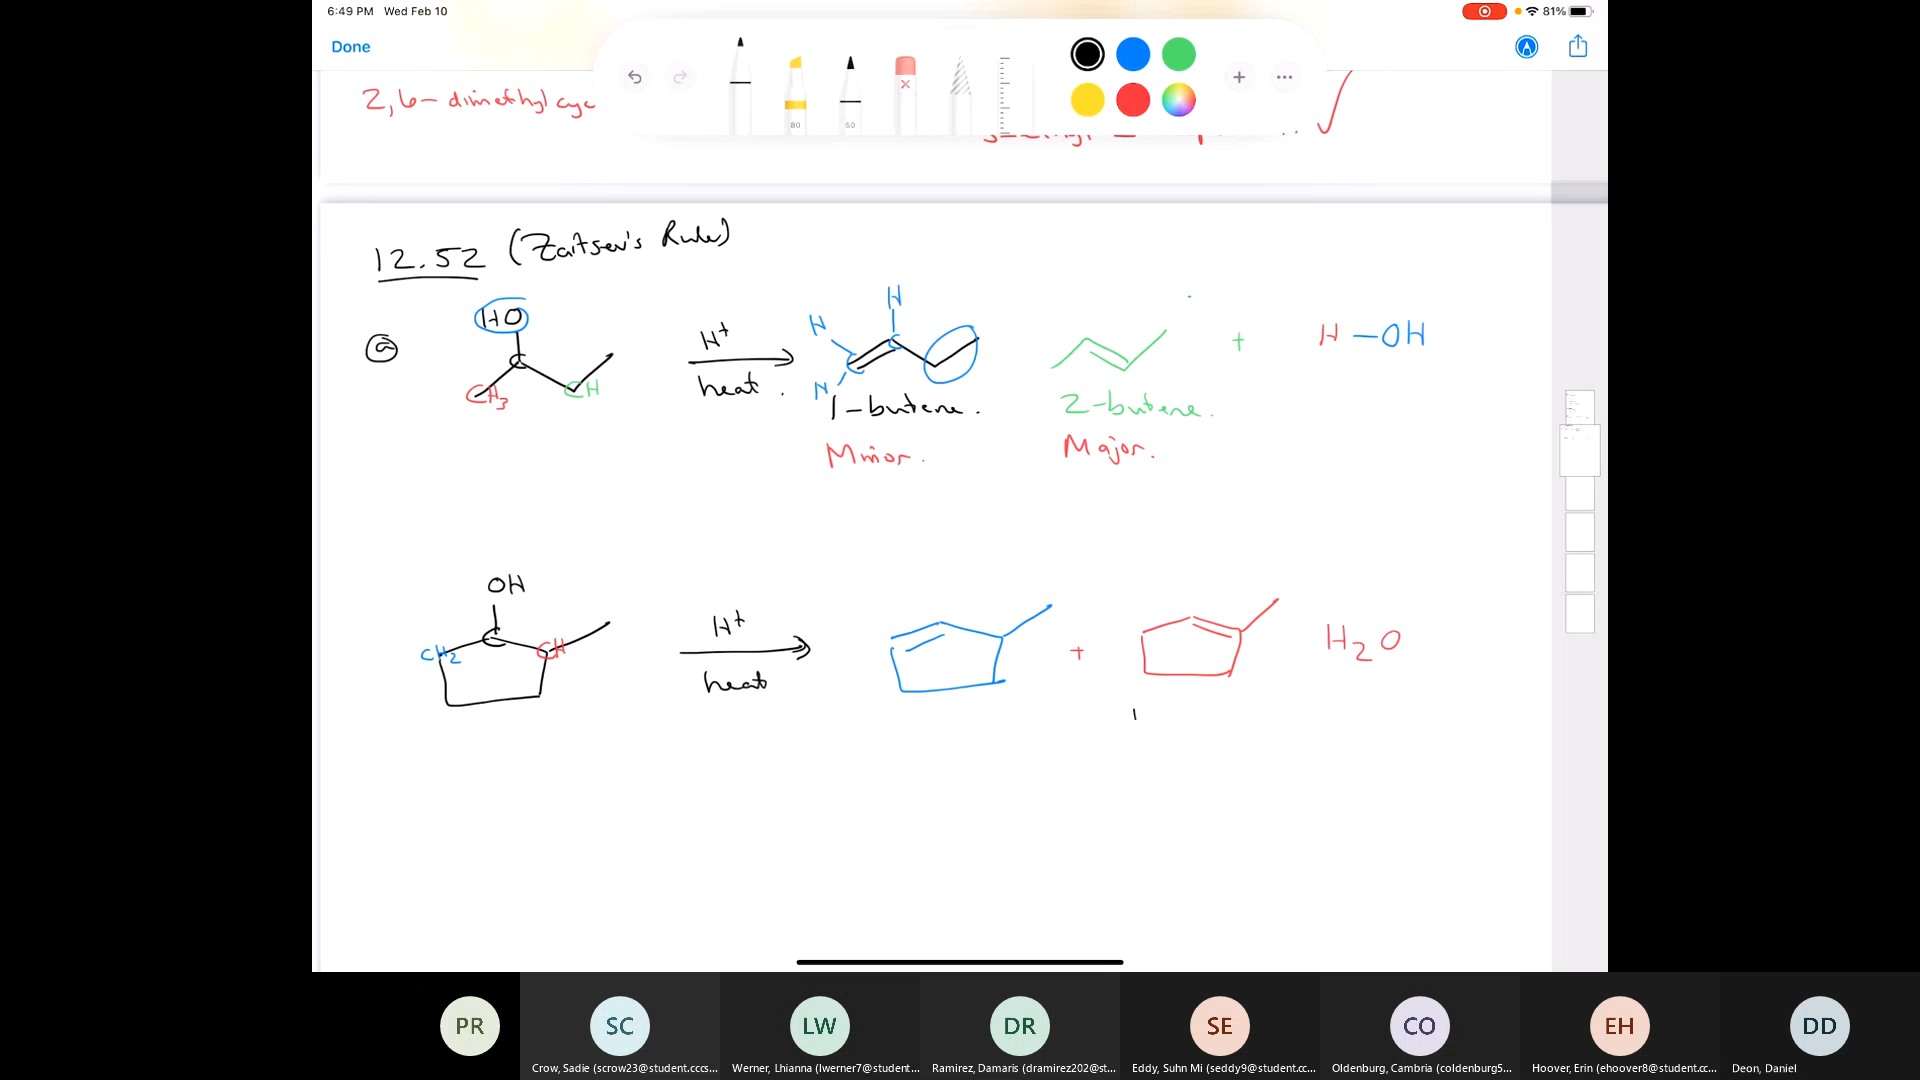 6:49 PM Wed Feb 10
81%
Done
80
50
2,6-dimethyl cyc
12.52 (Zaitsev's Rule)
a
HO
CH3
C
CH
H+
heat.
H
H
H
C
C
1-butene.
Minor.
2-butene.
Major.
+
H-OH
OH
CH2
C
CH
H+
heat
+
H2O
PR
SC
LW
DR
SE
CO
EH
DD
Crow, Sadie (scrow23@student.cccs...
Werner, Lhianna (lwerner7@student...
Ramirez, Damaris (dramirez202@st...
Eddy, Suhn Mi (seddy9@student.cc...
Oldenburg, Cambria (coldenburg5...
Hoover, Erin (ehoover8@student.cc...
Deon, Daniel